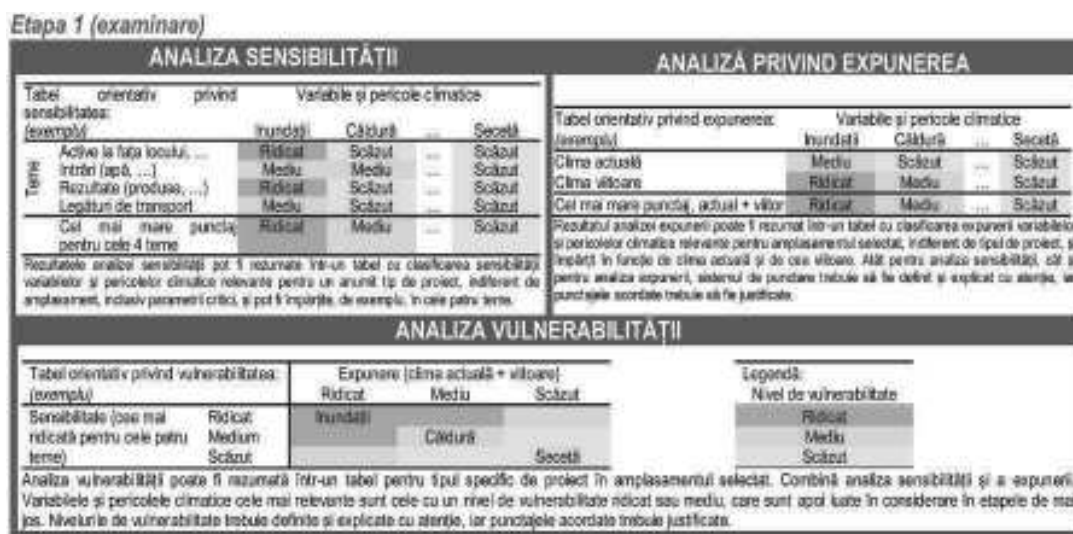 Etapa 1 (examinare)
ANALIZA SENSIBILITĂȚII
Tabel orientativ privind sensibilitatea: Variabile și pericole climatice
(exemplu) Inundații Căldură ... Secetă
Teme
Active la fața locului, ... Ridicat Scăzut ... Scăzut
Intrări (apă, ...) Mediu Mediu ... Scăzut
Rezultate (produse, ...) Ridicat Scăzut ... Scăzut
Legături de transport Mediu Scăzut ... Scăzut
Cel mai mare punctaj Ridicat Mediu ... Scăzut
pentru cele 4 teme
Rezultatele analizei sensibilității pot fi rezumate într-un tabel cu clasificarea sensibilității
variabilelor și pericolelor climatice relevante pentru un anumit tip de proiect, indiferent de
amplasament, inclusiv parametrii critici, și pot fi împărțite, de exemplu, în cele patru teme.
ANALIZĂ PRIVIND EXPUNEREA
Tabel orientativ privind expunerea: Variabile și pericole climatice
(exemplu) Inundații Căldură ... Secetă
Clima actuală Mediu Scăzut ... Scăzut
Clima viitoare Ridicat Mediu ... Scăzut
Cel mai mare punctaj, actual + viitor Ridicat Mediu ... Scăzut
Rezultatul analizei expunerii poate fi rezumat într-un tabel cu clasificarea expunerii variabilelor
și pericolelor climatice relevante pentru amplasamentul selectat, indiferent de tipul de proiect, și
împărțit în funcție de clima actuală și de cea viitoare. Atât pentru analiza sensibilității, cât și
pentru analiza expunerii, sistemul de punctare trebuie să fie definit și explicat cu atenție, iar
punctajele acordate trebuie să fie justificate.
ANALIZA VULNERABILITĂȚII
Tabel orientativ privind vulnerabilitatea: Expunere (clima actuală + viitoare)
(exemplu) Ridicat Mediu Scăzut
Sensibilitate (cea mai Ridicat Inundații
ridicată pentru cele patru Medium Căldură
teme) Scăzut Secetă
Legendă:
Nivel de vulnerabilitate
Ridicat
Mediu
Scăzut
Analiza vulnerabilității poate fi rezumată într-un tabel pentru tipul specific de proiect în amplasamentul selectat. Combină analiza sensibilității și a expunerii.
Variabilele și pericolele climatice cele mai relevante sunt cele cu un nivel de vulnerabilitate ridicat sau mediu, care sunt apoi luate în considerare în etapele de mai
jos. Nivelurile de vulnerabilitate trebuie definite și explicate cu atenție, iar punctajele acordate trebuie justificate.